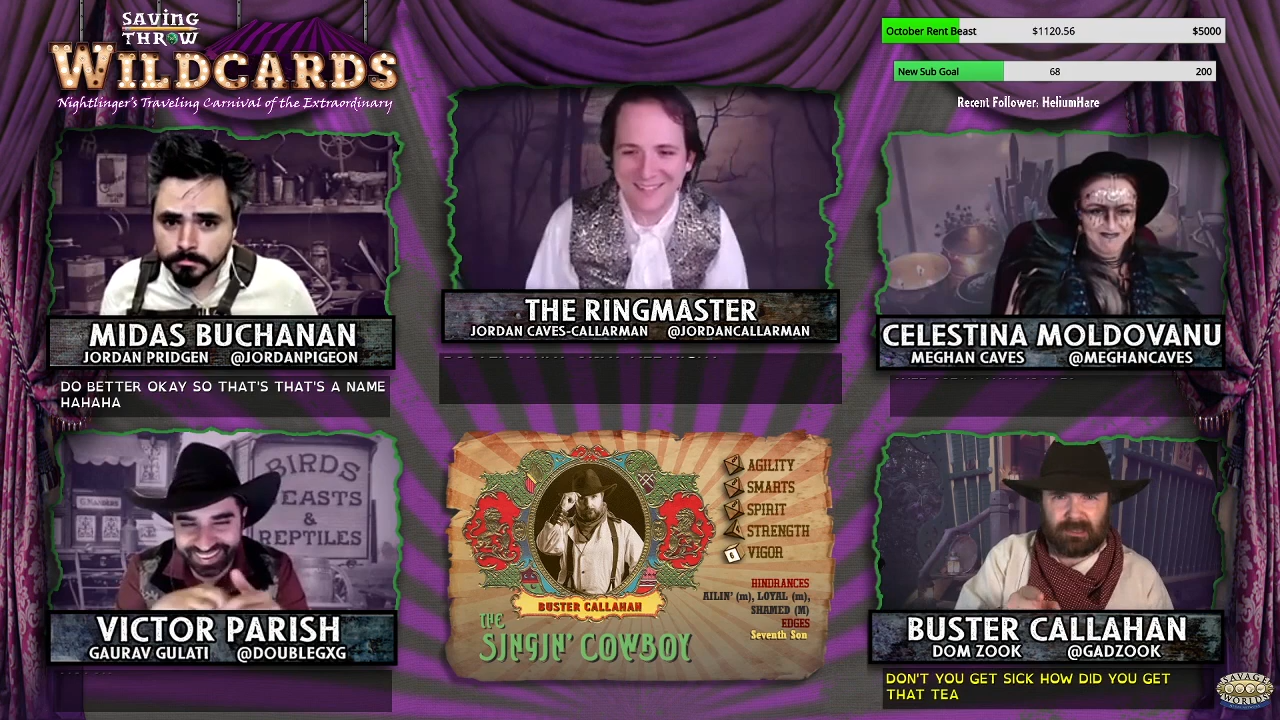 SAVING
THROW
WILDCARDS
Nightlinger's Traveling Carnival of the Extraordinary
October Rent Beast $1120.56 $5000
New Sub Goal 68 200
Recent Follower: HeliumHare
MIDAS BUCHANAN
JORDAN PRIDGEN @JORDANPIGEON
DO BETTER OKAY SO THAT'S THAT'S A NAME
HAHAHA
THE RINGMASTER
JORDAN CAVES-CALLARMAN @JORDANCALLARMAN
CELESTINA MOLDOVANU
MEGHAN CAVES @MEGHANCAVES
BIRDS
EASTS
&
REPTILES
VICTOR PARISH
GAURAV GULATI @DOUBLEGXG
AGILITY
SMARTS
SPIRIT
STRENGTH
6 VIGOR
HINDRANCES
AILIN' (m), LOYAL (m),
SHAMED (M)
EDGES
Seventh Son
BUSTER CALLAHAN
THE
SINGIN' COWBOY
BUSTER CALLAHAN
DOM ZOOK @GADZOOK
DON'T YOU GET SICK HOW DID YOU GET
THAT TEA
SAVAGE
WORLDS